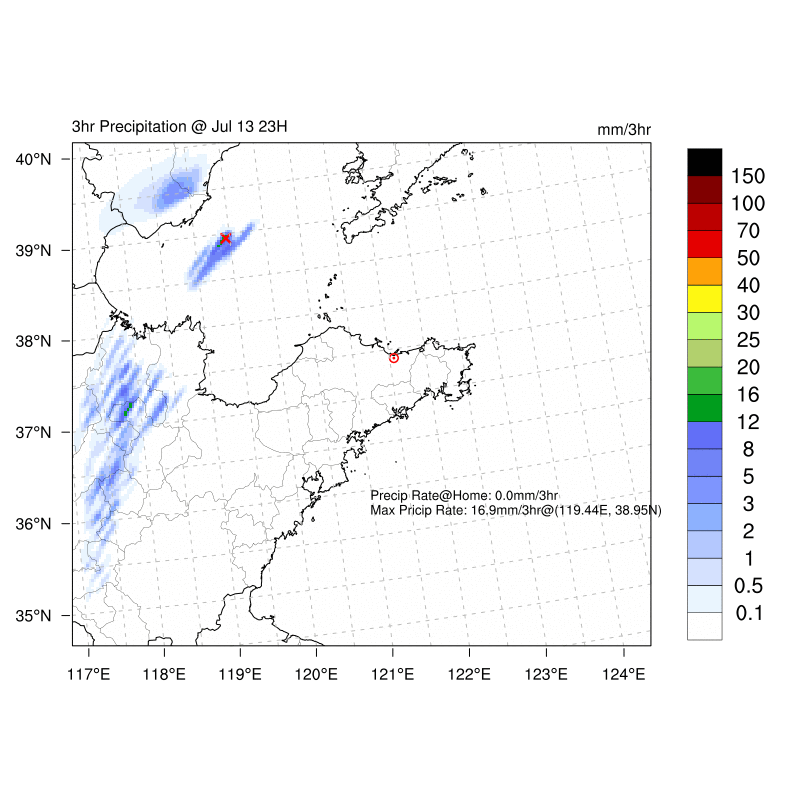 3hr Precipitation @ Jul 13 23H
mm/3hr
40°N
39°N
38°N
37°N
36°N
35°N
117°E
118°E
119°E
120°E
121°E
122°E
123°E
124°E
Precip Rate@Home: 0.0mm/3hr
Max Pricip Rate: 16.9mm/3hr@(119.44E, 38.95N)
150
100
70
50
40
30
25
20
16
12
8
5
3
2
1
0.5
0.1